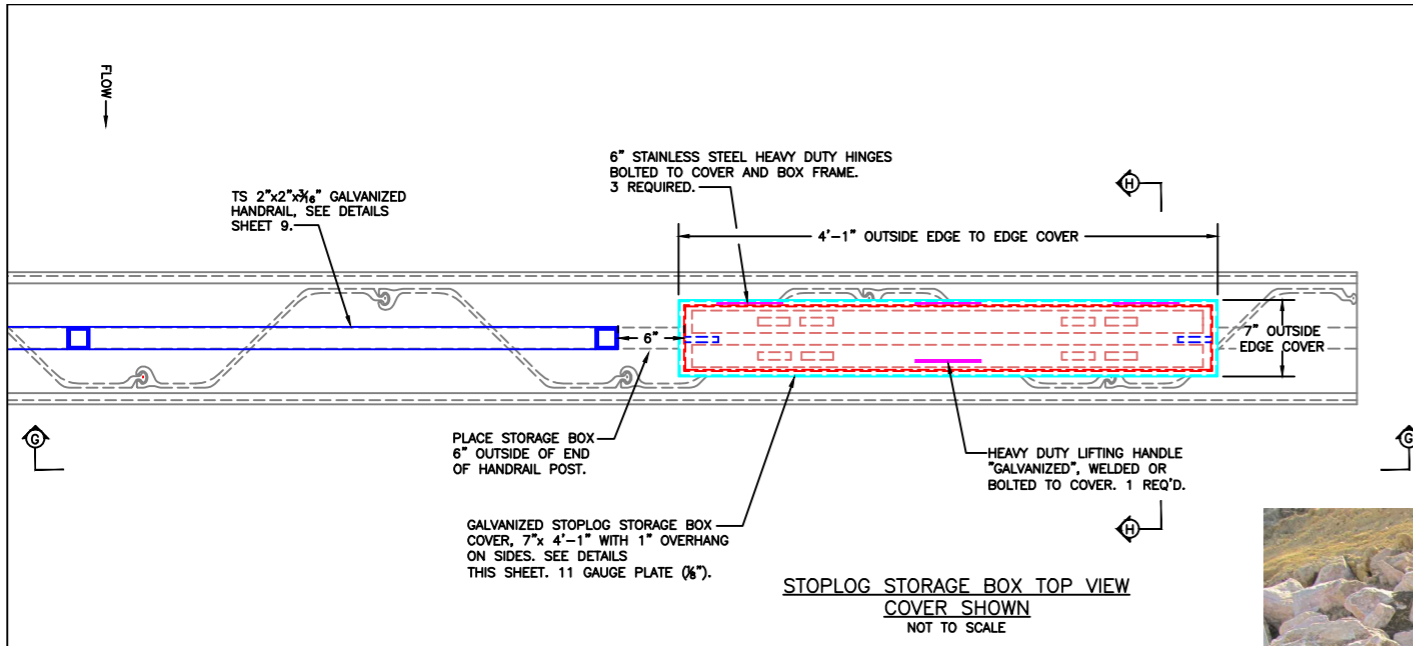 FLOW
6" STAINLESS STEEL HEAVY DUTY HINGES
BOLTED TO COVER AND BOX FRAME.
3 REQUIRED.
TS 2"x2"x3/16" GALVANIZED
HANDRAIL, SEE DETAILS
SHEET 9.
H
4'-1" OUTSIDE EDGE TO EDGE COVER
6"
7" OUTSIDE
EDGE COVER
G
G
PLACE STORAGE BOX
6" OUTSIDE OF END
OF HANDRAIL POST.
HEAVY DUTY LIFTING HANDLE
"GALVANIZED", WELDED OR
BOLTED TO COVER. 1 REQ'D.
GALVANIZED STOPLOG STORAGE BOX
COVER, 7"x 4'-1" WITH 1" OVERHANG
ON SIDES. SEE DETAILS
THIS SHEET. 11 GAUGE PLATE (1/8").
H
STOPLOG STORAGE BOX TOP VIEW
COVER SHOWN
NOT TO SCALE